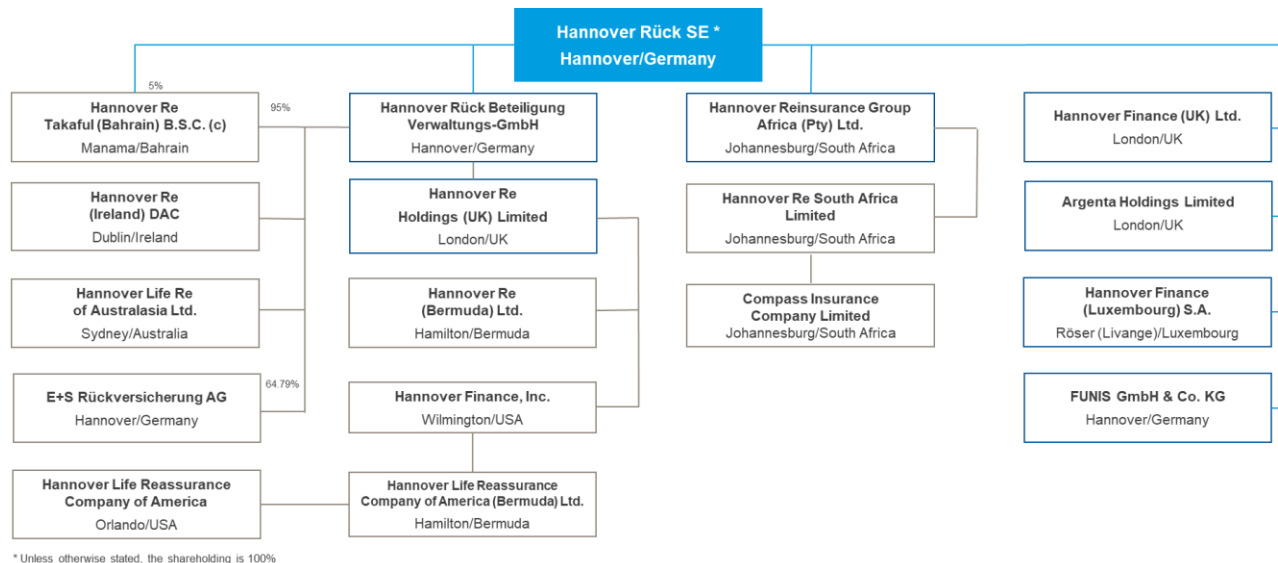 Hannover Rück SE *
Hannover/Germany
5%
95%
Hannover Re
Takaful (Bahrain) B.S.C. (c)
Manama/Bahrain
Hannover Rück Beteiligung
Verwaltungs-GmbH
Hannover/Germany
Hannover Reinsurance Group
Africa (Pty) Ltd.
Johannesburg/South Africa
Hannover Finance (UK) Ltd.
London/UK
Hannover Re
(Ireland) DAC
Dublin/Ireland
Hannover Re
Holdings (UK) Limited
London/UK
Hannover Re South Africa
Limited
Johannesburg/South Africa
Argenta Holdings Limited
London/UK
Hannover Life Re
of Australasia Ltd.
Sydney/Australia
Hannover Re
(Bermuda) Ltd.
Hamilton/Bermuda
Compass Insurance
Company Limited
Johannesburg/South Africa
Hannover Finance
(Luxembourg) S.A.
Röser (Livange)/Luxembourg
64.79%
E+S Rückversicherung AG
Hannover/Germany
Hannover Finance, Inc.
Wilmington/USA
FUNIS GmbH & Co. KG
Hannover/Germany
Hannover Life Reassurance
Company of America
Orlando/USA
Hannover Life Reassurance
Company of America (Bermuda) Ltd.
Hamilton/Bermuda
* Unless otherwise stated, the shareholding is 100%